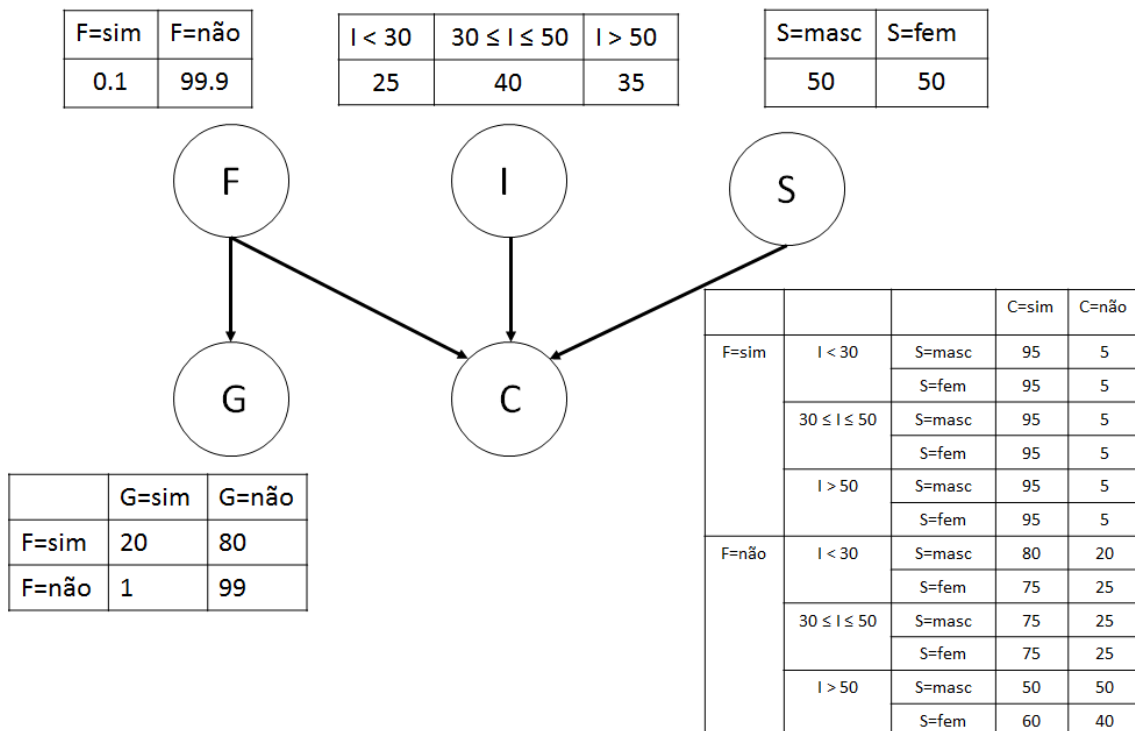 F=sim F=não
0.1 99.9
I < 30 30 ≤ I ≤ 50 I > 50
25 40 35
S=masc S=fem
50 50
F I S
G C
G=sim G=não
F=sim 20 80
F=não 1 99
C=sim C=não
F=sim I < 30 S=masc 95 5
S=fem 95 5
30 ≤ I ≤ 50 S=masc 95 5
S=fem 95 5
I > 50 S=masc 95 5
S=fem 95 5
F=não I < 30 S=masc 80 20
S=fem 75 25
30 ≤ I ≤ 50 S=masc 75 25
S=fem 75 25
I > 50 S=masc 50 50
S=fem 60 40